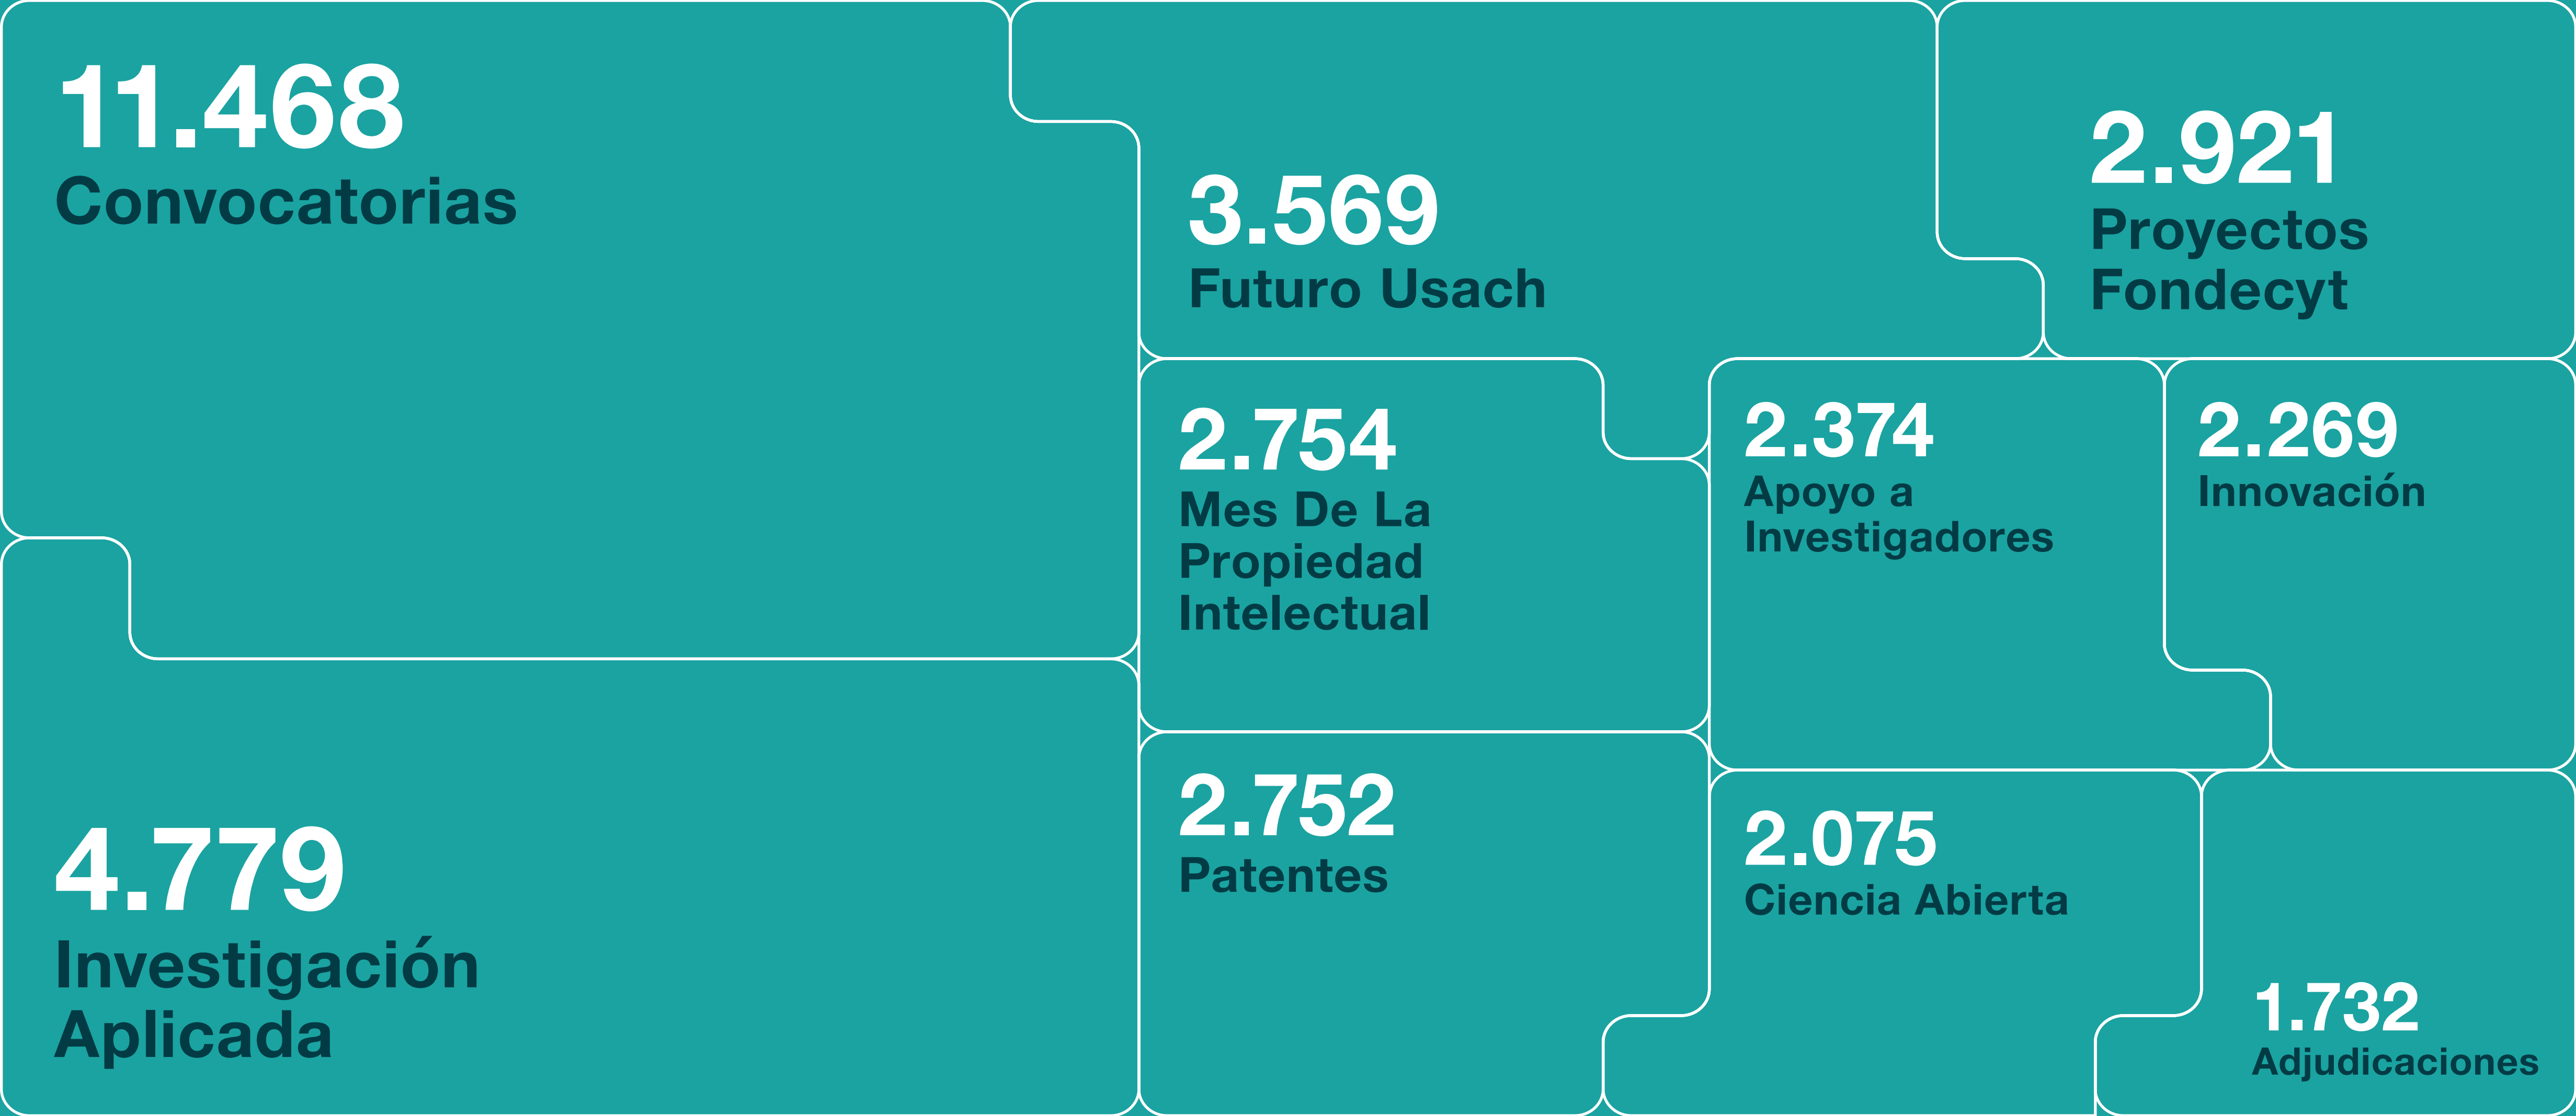 11.468
Convocatorias
3.569
Futuro Usach
2.921
Proyectos
Fondecyt
2.754
Mes De La
Propiedad
Intelectual
2.374
Apoyo a
Investigadores
2.269
Innovación
4.779
Investigación
Aplicada
2.752
Patentes
2.075
Ciencia Abierta
1.732
Adjudicaciones